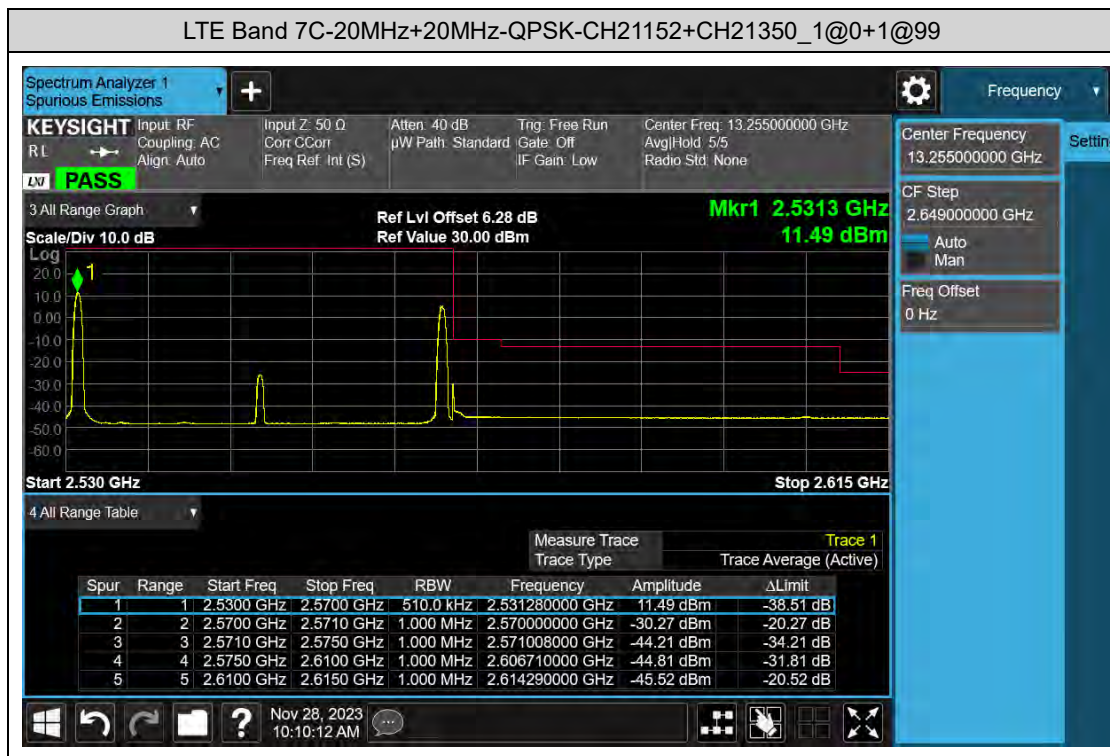 LTE Band 7C-20MHz+20MHz-QPSK-CH21152+CH21350_1@0+1@99
Spectrum Analyzer 1
Spurious Emissions
+
Frequency
KEYSIGHT
RL
LXI
PASS
Input: RF
Coupling: AC
Align: Auto
Input Z: 50 Ω
Corr CCorr
Freq Ref: Int (S)
Atten: 40 dB
µW Path: Standard
Trig: Free Run
Gate: Off
IF Gain: Low
Center Freq: 13.255000000 GHz
Avg|Hold: 5/5
Radio Std: None
Center Frequency
13.255000000 GHz
Settin
CF Step
2.649000000 GHz
Auto
Man
Freq Offset
0 Hz
3 All Range Graph
Scale/Div 10.0 dB
Ref Lvl Offset 6.28 dB
Ref Value 30.00 dBm
Mkr1 2.5313 GHz
11.49 dBm
Log
1
20.0
10.0
0.00
-10.0
-20.0
-30.0
-40.0
-50.0
-60.0
Start 2.530 GHz
Stop 2.615 GHz
4 All Range Table
Measure Trace Trace 1
Trace Type Trace Average (Active)
Spur Range Start Freq Stop Freq RBW Frequency Amplitude ΔLimit
1 1 2.5300 GHz 2.5700 GHz 510.0 kHz 2.531280000 GHz 11.49 dBm -38.51 dB
2 2 2.5700 GHz 2.5710 GHz 1.000 MHz 2.570000000 GHz -30.27 dBm -20.27 dB
3 3 2.5710 GHz 2.5750 GHz 1.000 MHz 2.571008000 GHz -44.21 dBm -34.21 dB
4 4 2.5750 GHz 2.6100 GHz 1.000 MHz 2.606710000 GHz -44.81 dBm -31.81 dB
5 5 2.6100 GHz 2.6150 GHz 1.000 MHz 2.614290000 GHz -45.52 dBm -20.52 dB
?
Nov 28, 2023
10:10:12 AM